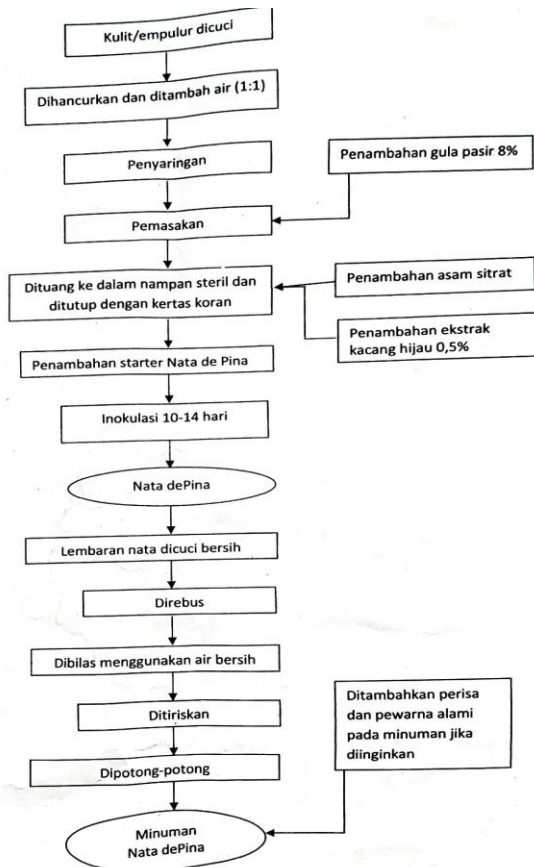 Kulit/empulur dicuci
Dihancurkan dan ditambah air (1:1)
Penyaringan
Penambahan gula pasir 8%
Pemasakan
Dituang ke dalam nampan steril dan
ditutup dengan kertas koran
Penambahan asam sitrat
Penambahan ekstrak
kacang hijau 0,5%
Penambahan starter Nata de Pina
Inokulasi 10-14 hari
Nata dePina
Lembaran nata dicuci bersih
Direbus
Dibilas menggunakan air bersih
Ditiriskan
Ditambahkan perisa
dan pewarna alami
pada minuman jika
diinginkan
Dipotong-potong
Minuman
Nata dePina